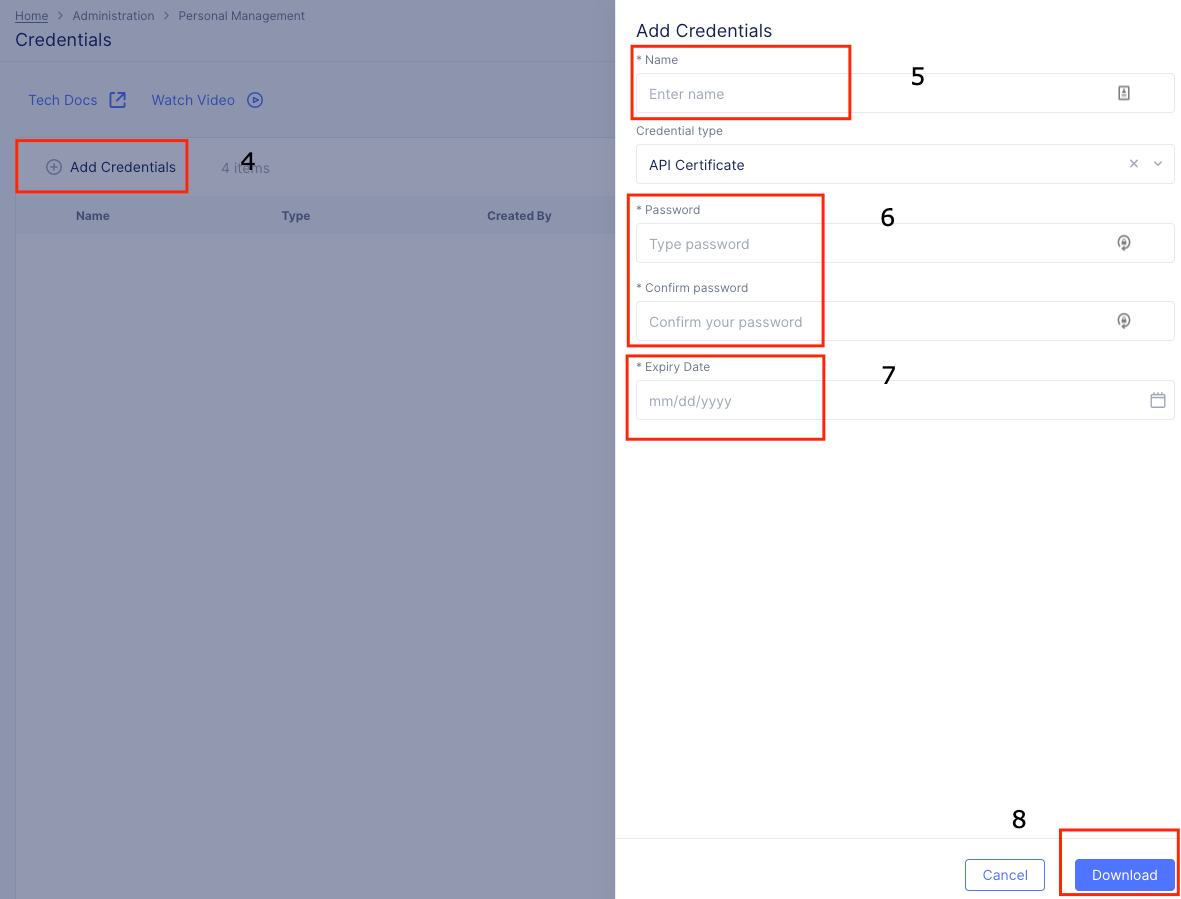 Home > Administration > Personal Management
Credentials
Tech Docs
Watch Video
Add Credentials
4 items
4
Name Type Created By
Add Credentials
* Name
5
Enter name
Credential type
API Certificate
* Password
6
Type password
* Confirm password
Confirm your password
* Expiry Date
7
mm/dd/yyyy
8
Cancel
Download